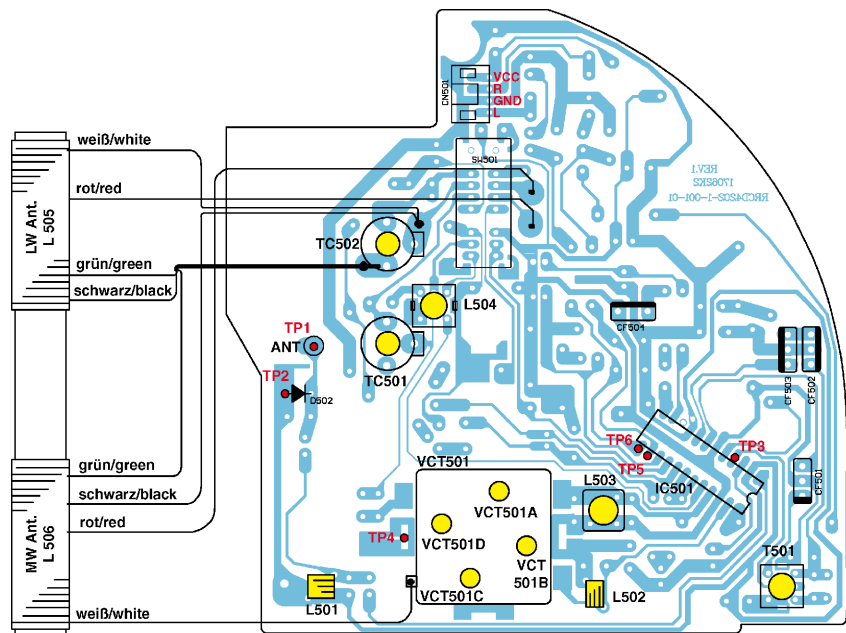 VCC
R
GND
L
CN501
weiß/white
SW501
REV.1
170682KS
RRCD4202-1-001-01
rot/red
LW Ant.
L 505
TC502
grün/green
schwarz/black
L504
CF504
TP1
ANT
TC501
CF503
CF502
TP2
D502
TP6
TP3
TP5
grün/green
VCT501
IC501
L503
CF501
schwarz/black
VCT501A
rot/red
VCT501D
TP4
MW Ant.
L 506
VCT
501B
T501
VCT501C
L501
L502
weiß/white